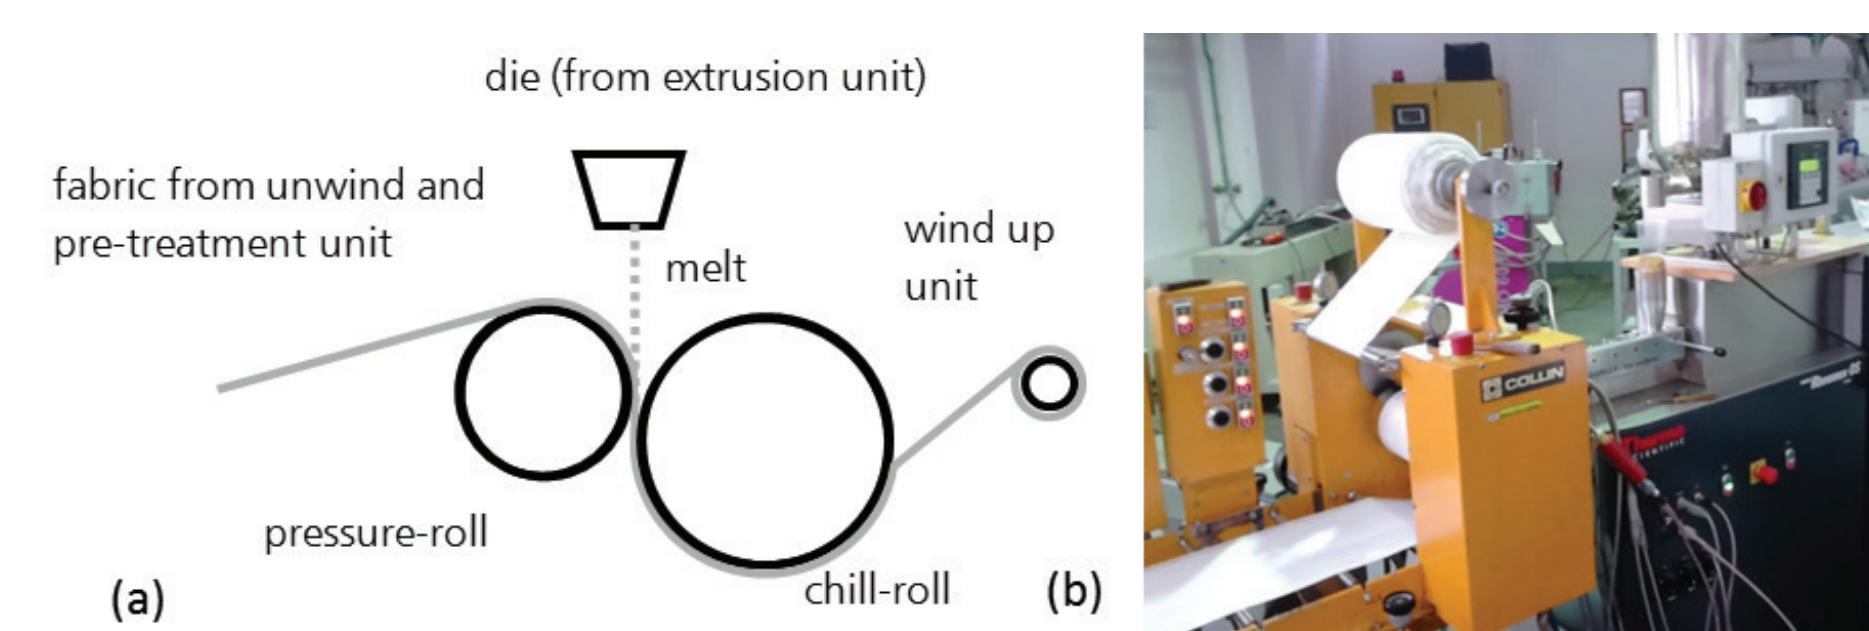 die (from extrusion unit)
fabric from unwind and
pre-treatment unit
melt
wind up
unit
pressure-roll
chill-roll
(a)
(b)
COLLIN
Thermo
SCIENTIFIC